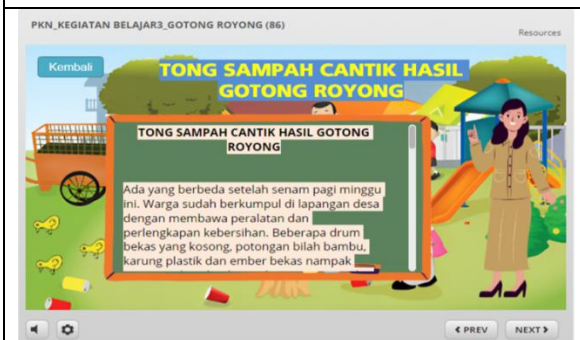 PKN_KEGIATAN BELAJAR3_GOTONG ROYONG (86)
Resources
Kembali
TONG SAMPAH CANTIK HASIL
GOTONG ROYONG
TONG SAMPAH CANTIK HASIL GOTONG
ROYONG
Ada yang berbeda setelah senam pagi minggu
ini. Warga sudah berkumpul di lapangan desa
dengan membawa peralatan dan
perlengkapan kebersihan. Beberapa drum
bekas yang kosong, potongan bilah bambu,
karung plastik dan ember bekas nampak
PREV
NEXT